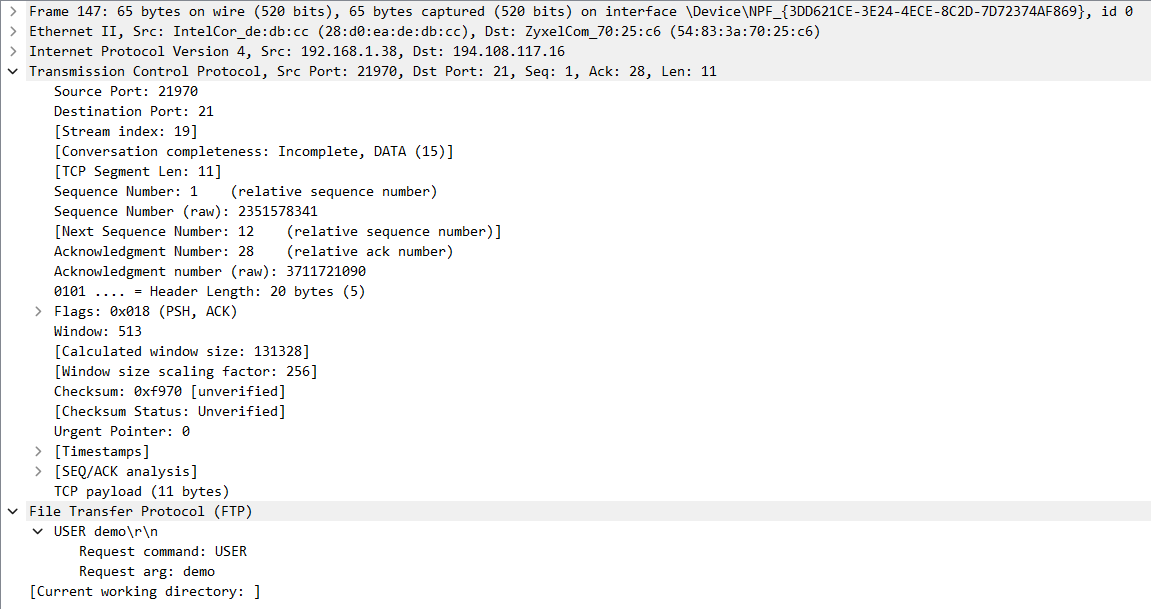 Frame 147: 65 bytes on wire (520 bits), 65 bytes captured (520 bits) on interface \Device\NPF_{3DD621CE-3E24-4ECE-8C2D-7D72374AF869}, id 0
Ethernet II, Src: IntelCor_de:db:cc (28:d0:ea:de:db:cc), Dst: ZyxelCom_70:25:c6 (54:83:3a:70:25:c6)
Internet Protocol Version 4, Src: 192.168.1.38, Dst: 194.108.117.16
Transmission Control Protocol, Src Port: 21970, Dst Port: 21, Seq: 1, Ack: 28, Len: 11
Source Port: 21970
Destination Port: 21
[Stream index: 19]
[Conversation completeness: Incomplete, DATA (15)]
[TCP Segment Len: 11]
Sequence Number: 1    (relative sequence number)
Sequence Number (raw): 2351578341
[Next Sequence Number: 12    (relative sequence number)]
Acknowledgment Number: 28    (relative ack number)
Acknowledgment number (raw): 3711721090
0101 .... = Header Length: 20 bytes (5)
Flags: 0x018 (PSH, ACK)
Window: 513
[Calculated window size: 131328]
[Window size scaling factor: 256]
Checksum: 0xf970 [unverified]
[Checksum Status: Unverified]
Urgent Pointer: 0
[Timestamps]
[SEQ/ACK analysis]
TCP payload (11 bytes)
File Transfer Protocol (FTP)
USER demo\r\n
Request command: USER
Request arg: demo
[Current working directory: ]